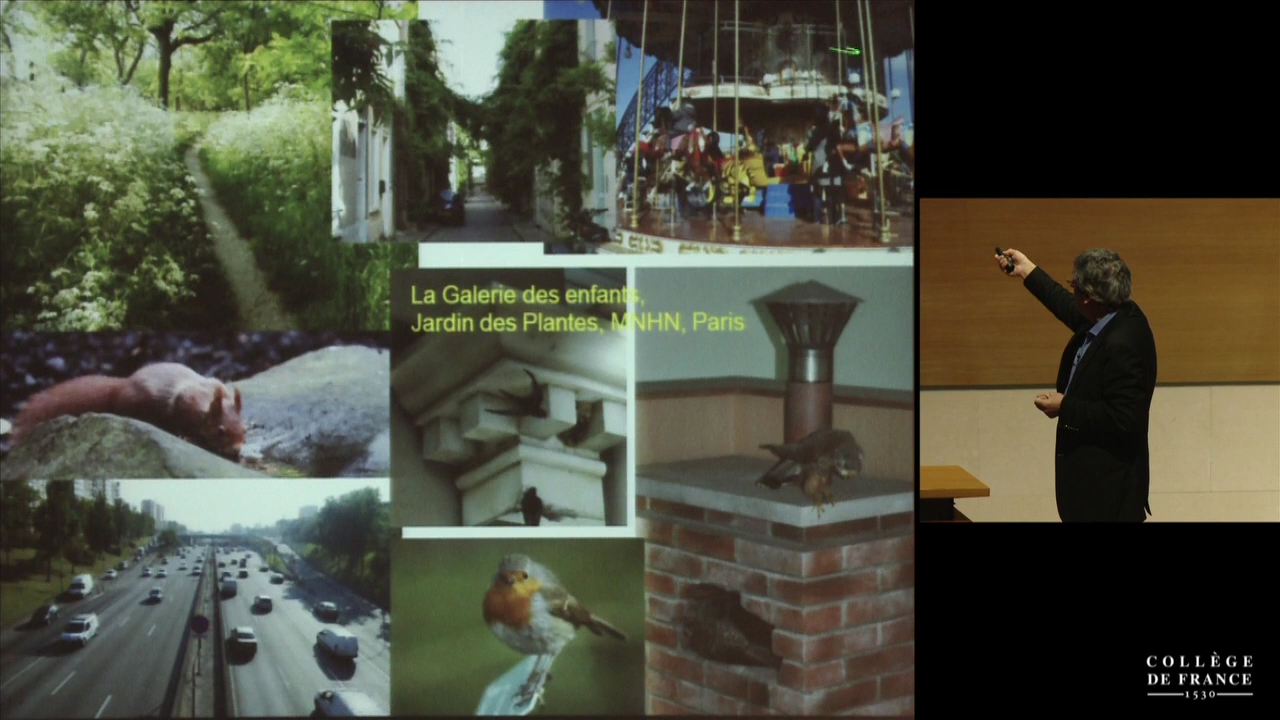 La Galerie des enfants,
Jardin des Plantes, MNHN, Paris
COLLÈGE
DE FRANCE
1530